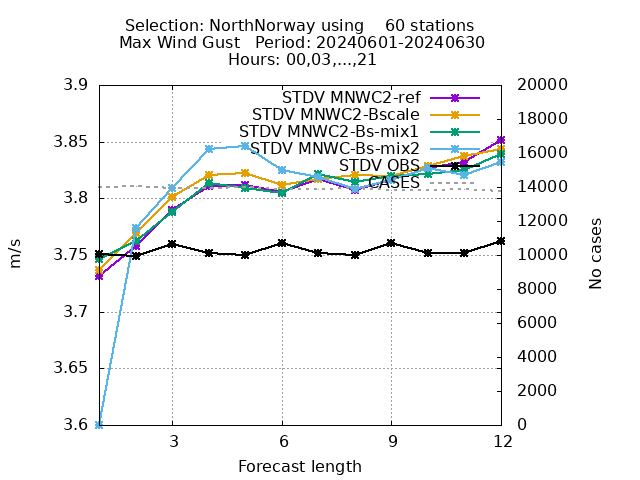 Selection: NorthNorway using    60 stations
Max Wind Gust   Period: 20240601-20240630
Hours: 00,03,...,21
3.9
3.85
3.8
3.75
3.7
3.65
3.6
m/s
STDV MNWC2-ref
STDV MNWC2-Bscale
STDV MNWC2-Bs-mix1
STDV MNWC-Bs-mix2
STDV OBS
CASES
20000
18000
16000
14000
12000
10000
8000
6000
4000
2000
0
No cases
3
6
9
12
Forecast length